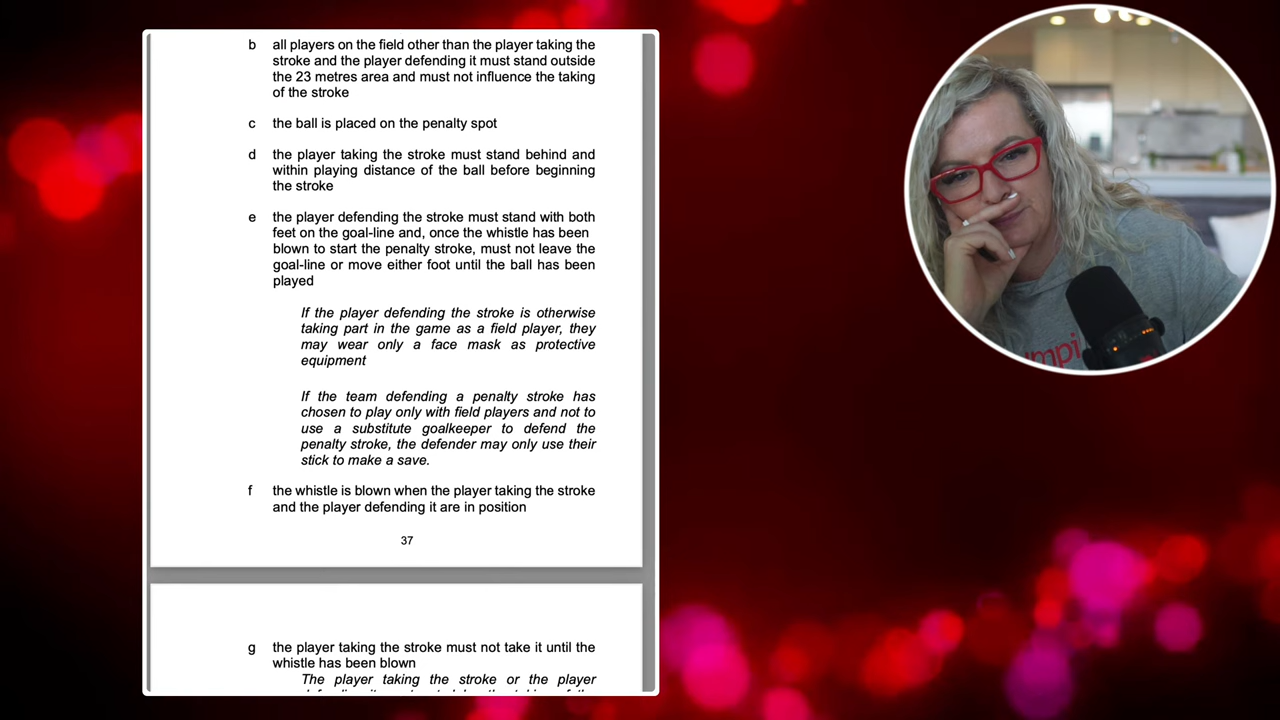 b all players on the field other than the player taking the
stroke and the player defending it must stand outside
the 23 metres area and must not influence the taking
of the stroke
c the ball is placed on the penalty spot
d the player taking the stroke must stand behind and
within playing distance of the ball before beginning
the stroke
e the player defending the stroke must stand with both
feet on the goal-line and, once the whistle has been
blown to start the penalty stroke, must not leave the
goal-line or move either foot until the ball has been
played
If the player defending the stroke is otherwise
taking part in the game as a field player, they
may wear only a face mask as protective
equipment
If the team defending a penalty stroke has
chosen to play only with field players and not to
use a substitute goalkeeper to defend the
penalty stroke, the defender may only use their
stick to make a save.
f the whistle is blown when the player taking the stroke
and the player defending it are in position
37
g the player taking the stroke must not take it until the
whistle has been blown
The player taking the stroke or the player